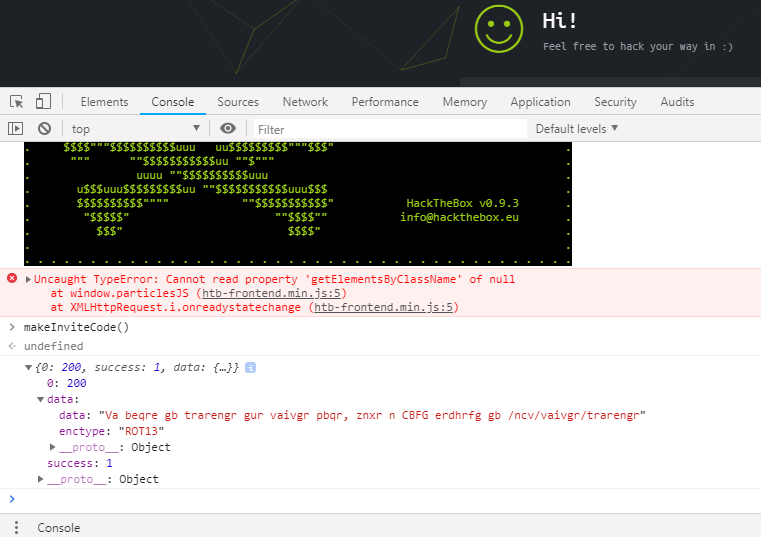 Hi!
Feel free to hack your way in :)
Elements Console Sources Network Performance Memory Application Security Audits
top Filter Default levels
. $$$$"""$$$$$$$$$$uuu uu$$$$$$$$$"""$$$" .
. """ ""$$$$$$$$$$$uu ""$""" .
. uuuu ""$$$$$$$$$$uuu .
. u$$$uuu$$$$$$$$$uu ""$$$$$$$$$$$uuu$$$ .
. $$$$$$$$$$"""" ""$$$$$$$$$$$" HackTheBox v0.9.3 .
. "$$$$$" ""$$$$"" info@hackthebox.eu .
. $$$" $$$$" .
. .
. . . . . . . . . . . . . . . . . . . . . . . . . . . . . . . . . . . . . . . . . .
Uncaught TypeError: Cannot read property 'getElementsByClassName' of null
at window.particlesJS (htb-frontend.min.js:5)
at XMLHttpRequest.i.onreadystatechange (htb-frontend.min.js:5)
> makeInviteCode()
undefined
{0: 200, success: 1, data: {…}} i
0: 200
data:
data: "Va beqre gb trarengr gur vaivgr pbqr, znxr n CBFG erdhrfg gb /ncv/vaivgr/trarengr"
enctype: "ROT13"
__proto__: Object
success: 1
__proto__: Object
>
Console